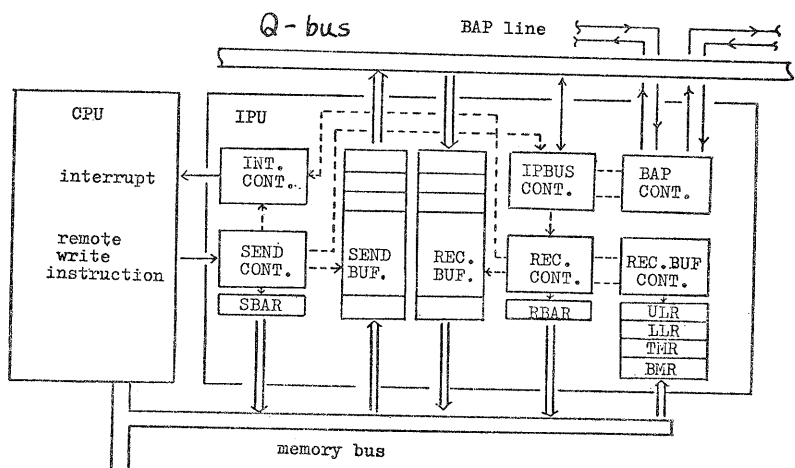 Q-bus
BAP line
CPU
IPU
INT.
CONT.
interrupt
IPBUS
CONT.
BAP
CONT.
remote
write
instruction
SEND
CONT.
SEND
BUF.
REC.
BUF.
REC.
CONT.
REC.BUF
CONT.
SBAR
RBAR
ULR
LLR
TMR
BMR
memory bus